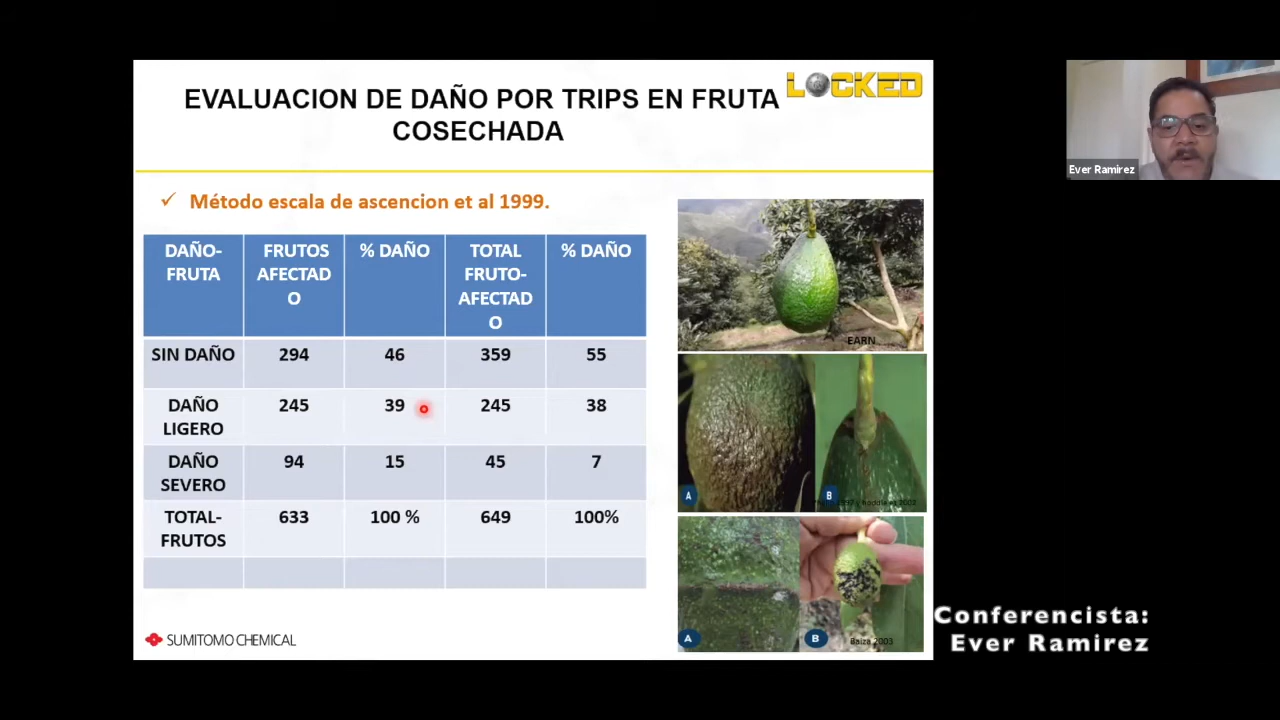 EVALUACION DE DAÑO POR TRIPS EN FRUTA
COSECHADA
LOCKED
Ever Ramirez
✓ Método escala de ascencion et al 1999.
DAÑO-
FRUTA
FRUTOS
AFECTAD
O
% DAÑO
TOTAL
FRUTO-
AFECTAD
O
% DAÑO
SIN DAÑO
294
46
359
55
DAÑO
LIGERO
245
39
245
38
DAÑO
SEVERO
94
15
45
7
TOTAL-
FRUTOS
633
100 %
649
100%
EARN
A
B
A
B
Baiza 2003
SUMITOMO CHEMICAL
Conferencista:
Ever Ramirez